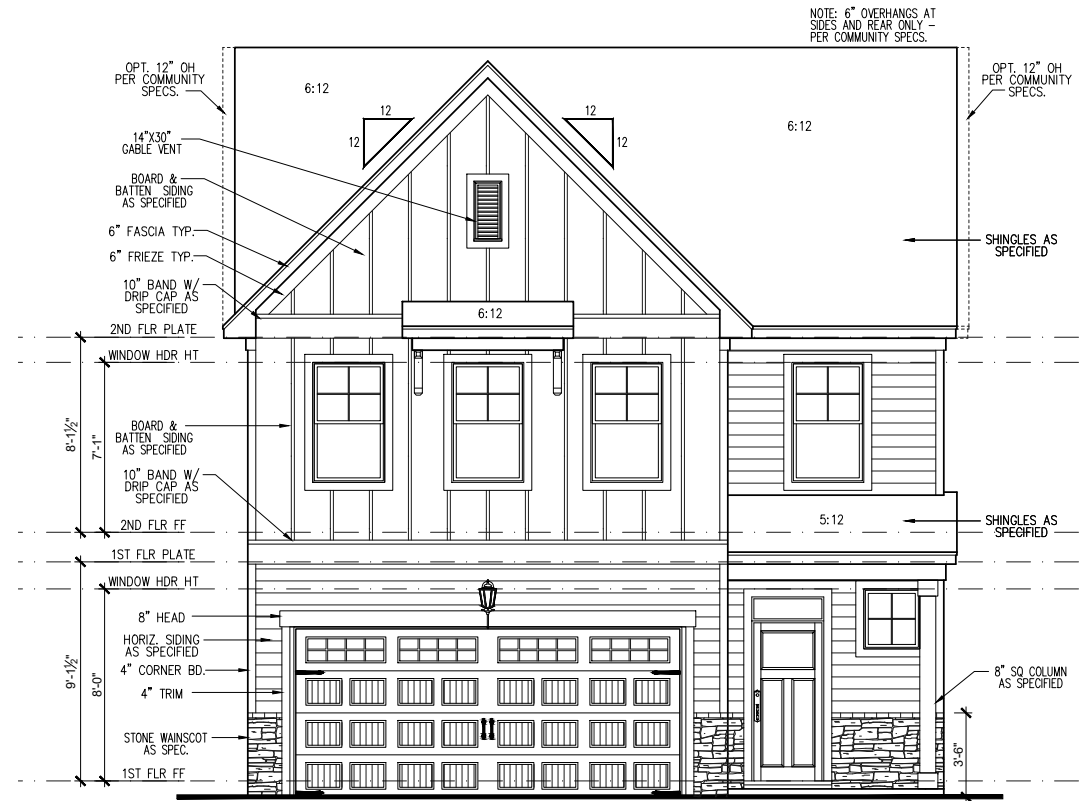 NOTE: 6" OVERHANGS AT
SIDES AND REAR ONLY –
PER COMMUNITY SPECS.
OPT. 12" OH
PER COMMUNITY
SPECS.
OPT. 12" OH
PER COMMUNITY
SPECS.
6:12
12
12
12
12
6:12
14"X30"
GABLE VENT
BOARD &
BATTEN SIDING
AS SPECIFIED
6" FASCIA TYP.
6" FRIEZE TYP.
SHINGLES AS
SPECIFIED
10" BAND W/
DRIP CAP AS
SPECIFIED
6:12
2ND FLR PLATE
WINDOW HDR HT
8'-1½"
7'-1"
BOARD &
BATTEN SIDING
AS SPECIFIED
10" BAND W/
DRIP CAP AS
SPECIFIED
2ND FLR FF
5:12
SHINGLES AS
SPECIFIED
1ST FLR PLATE
WINDOW HDR HT
8" HEAD
HORIZ. SIDING
AS SPECIFIED
4" CORNER BD.
4" TRIM
9'-1½"
8'-0"
8" SQ COLUMN
AS SPECIFIED
STONE WAINSCOT
AS SPEC.
3'-6"
1ST FLR FF